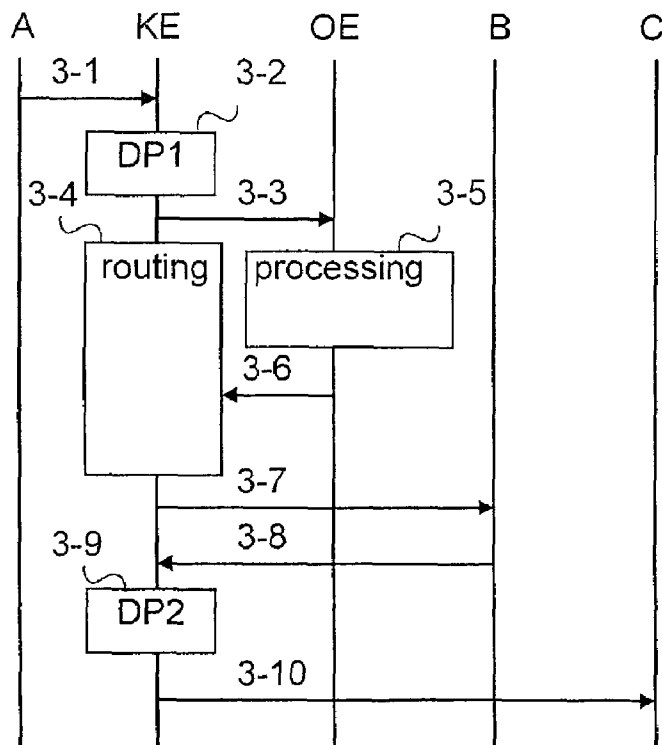 A KE OE B C
3-1
3-2
DP1
3-4
3-3
3-5
routing
processing
3-6
3-7
3-8
3-9
DP2
3-10